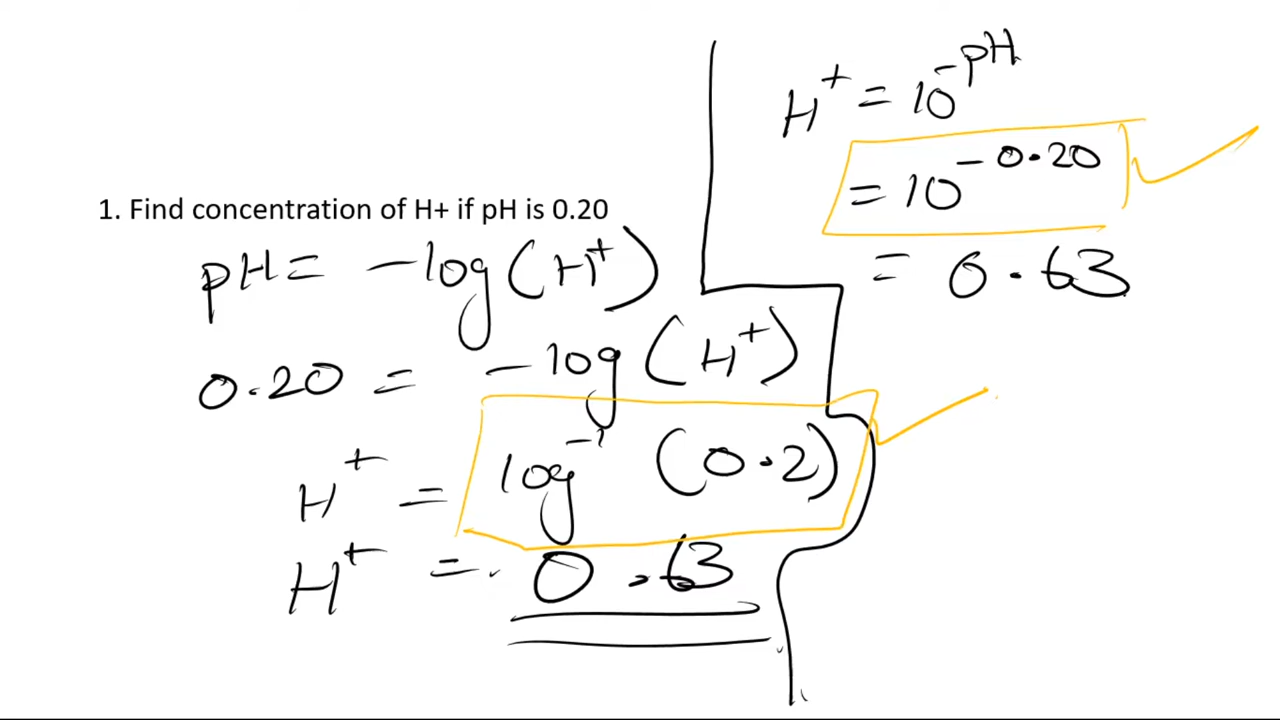 1. Find concentration of H+ if pH is 0.20
pH = -log(H⁺)
0.20 = -log(H⁺)
H⁺ = log⁻¹ (0.2)
H⁺ = 0.63
H⁺ = 10⁻ᵖᴴ
= 10⁻⁰·²⁰
= 0.63